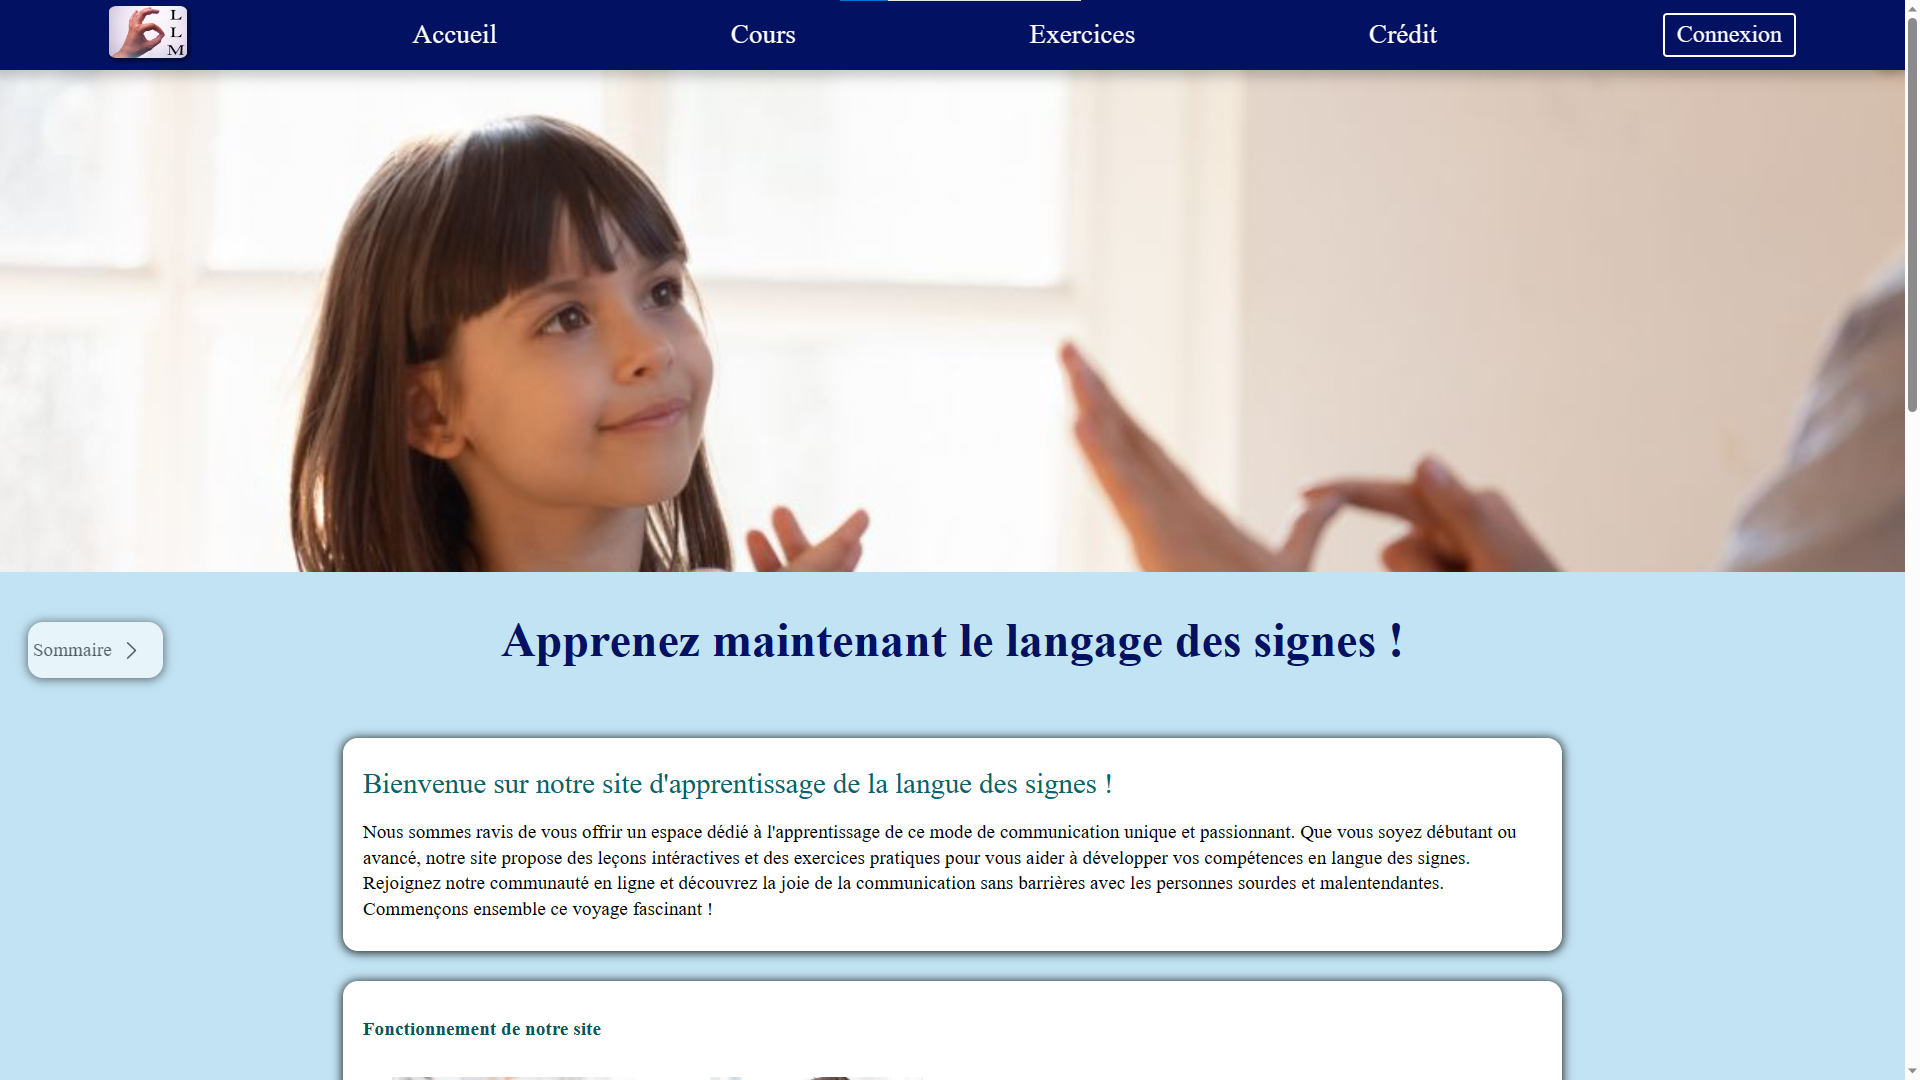 L
L
M
Accueil
Cours
Exercices
Crédit
Connexion
Sommaire
Apprenez maintenant le langage des signes !
Bienvenue sur notre site d'apprentissage de la langue des signes !
Nous sommes ravis de vous offrir un espace dédié à l'apprentissage de ce mode de communication unique et passionnant. Que vous soyez débutant ou
avancé, notre site propose des leçons intéractives et des exercices pratiques pour vous aider à développer vos compétences en langue des signes.
Rejoignez notre communauté en ligne et découvrez la joie de la communication sans barrières avec les personnes sourdes et malentendantes.
Commençons ensemble ce voyage fascinant !
Fonctionnement de notre site